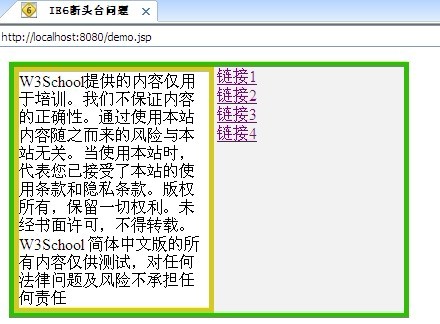 IE6断头台问题
http://localhost:8080/demo.jsp
W3School提供的内容仅用
于培训。我们不保证内容
的正确性。通过使用本站
内容随之而来的风险与本
站无关。当使用本站时，
代表您已接受了本站的使
用条款和隐私条款。版权
所有，保留一切权利。未
经书面许可，不得转载。
W3School 简体中文版的所
有内容仅供测试，对任何
法律问题及风险不承担任
何责任
链接1
链接2
链接3
链接4